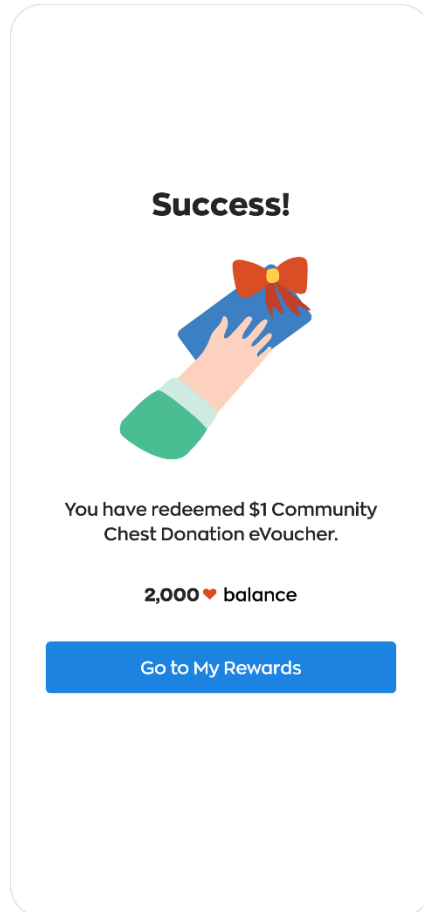 Success!
You have redeemed $1 Community
Chest Donation eVoucher.
2,000 balance
Go to My Rewards